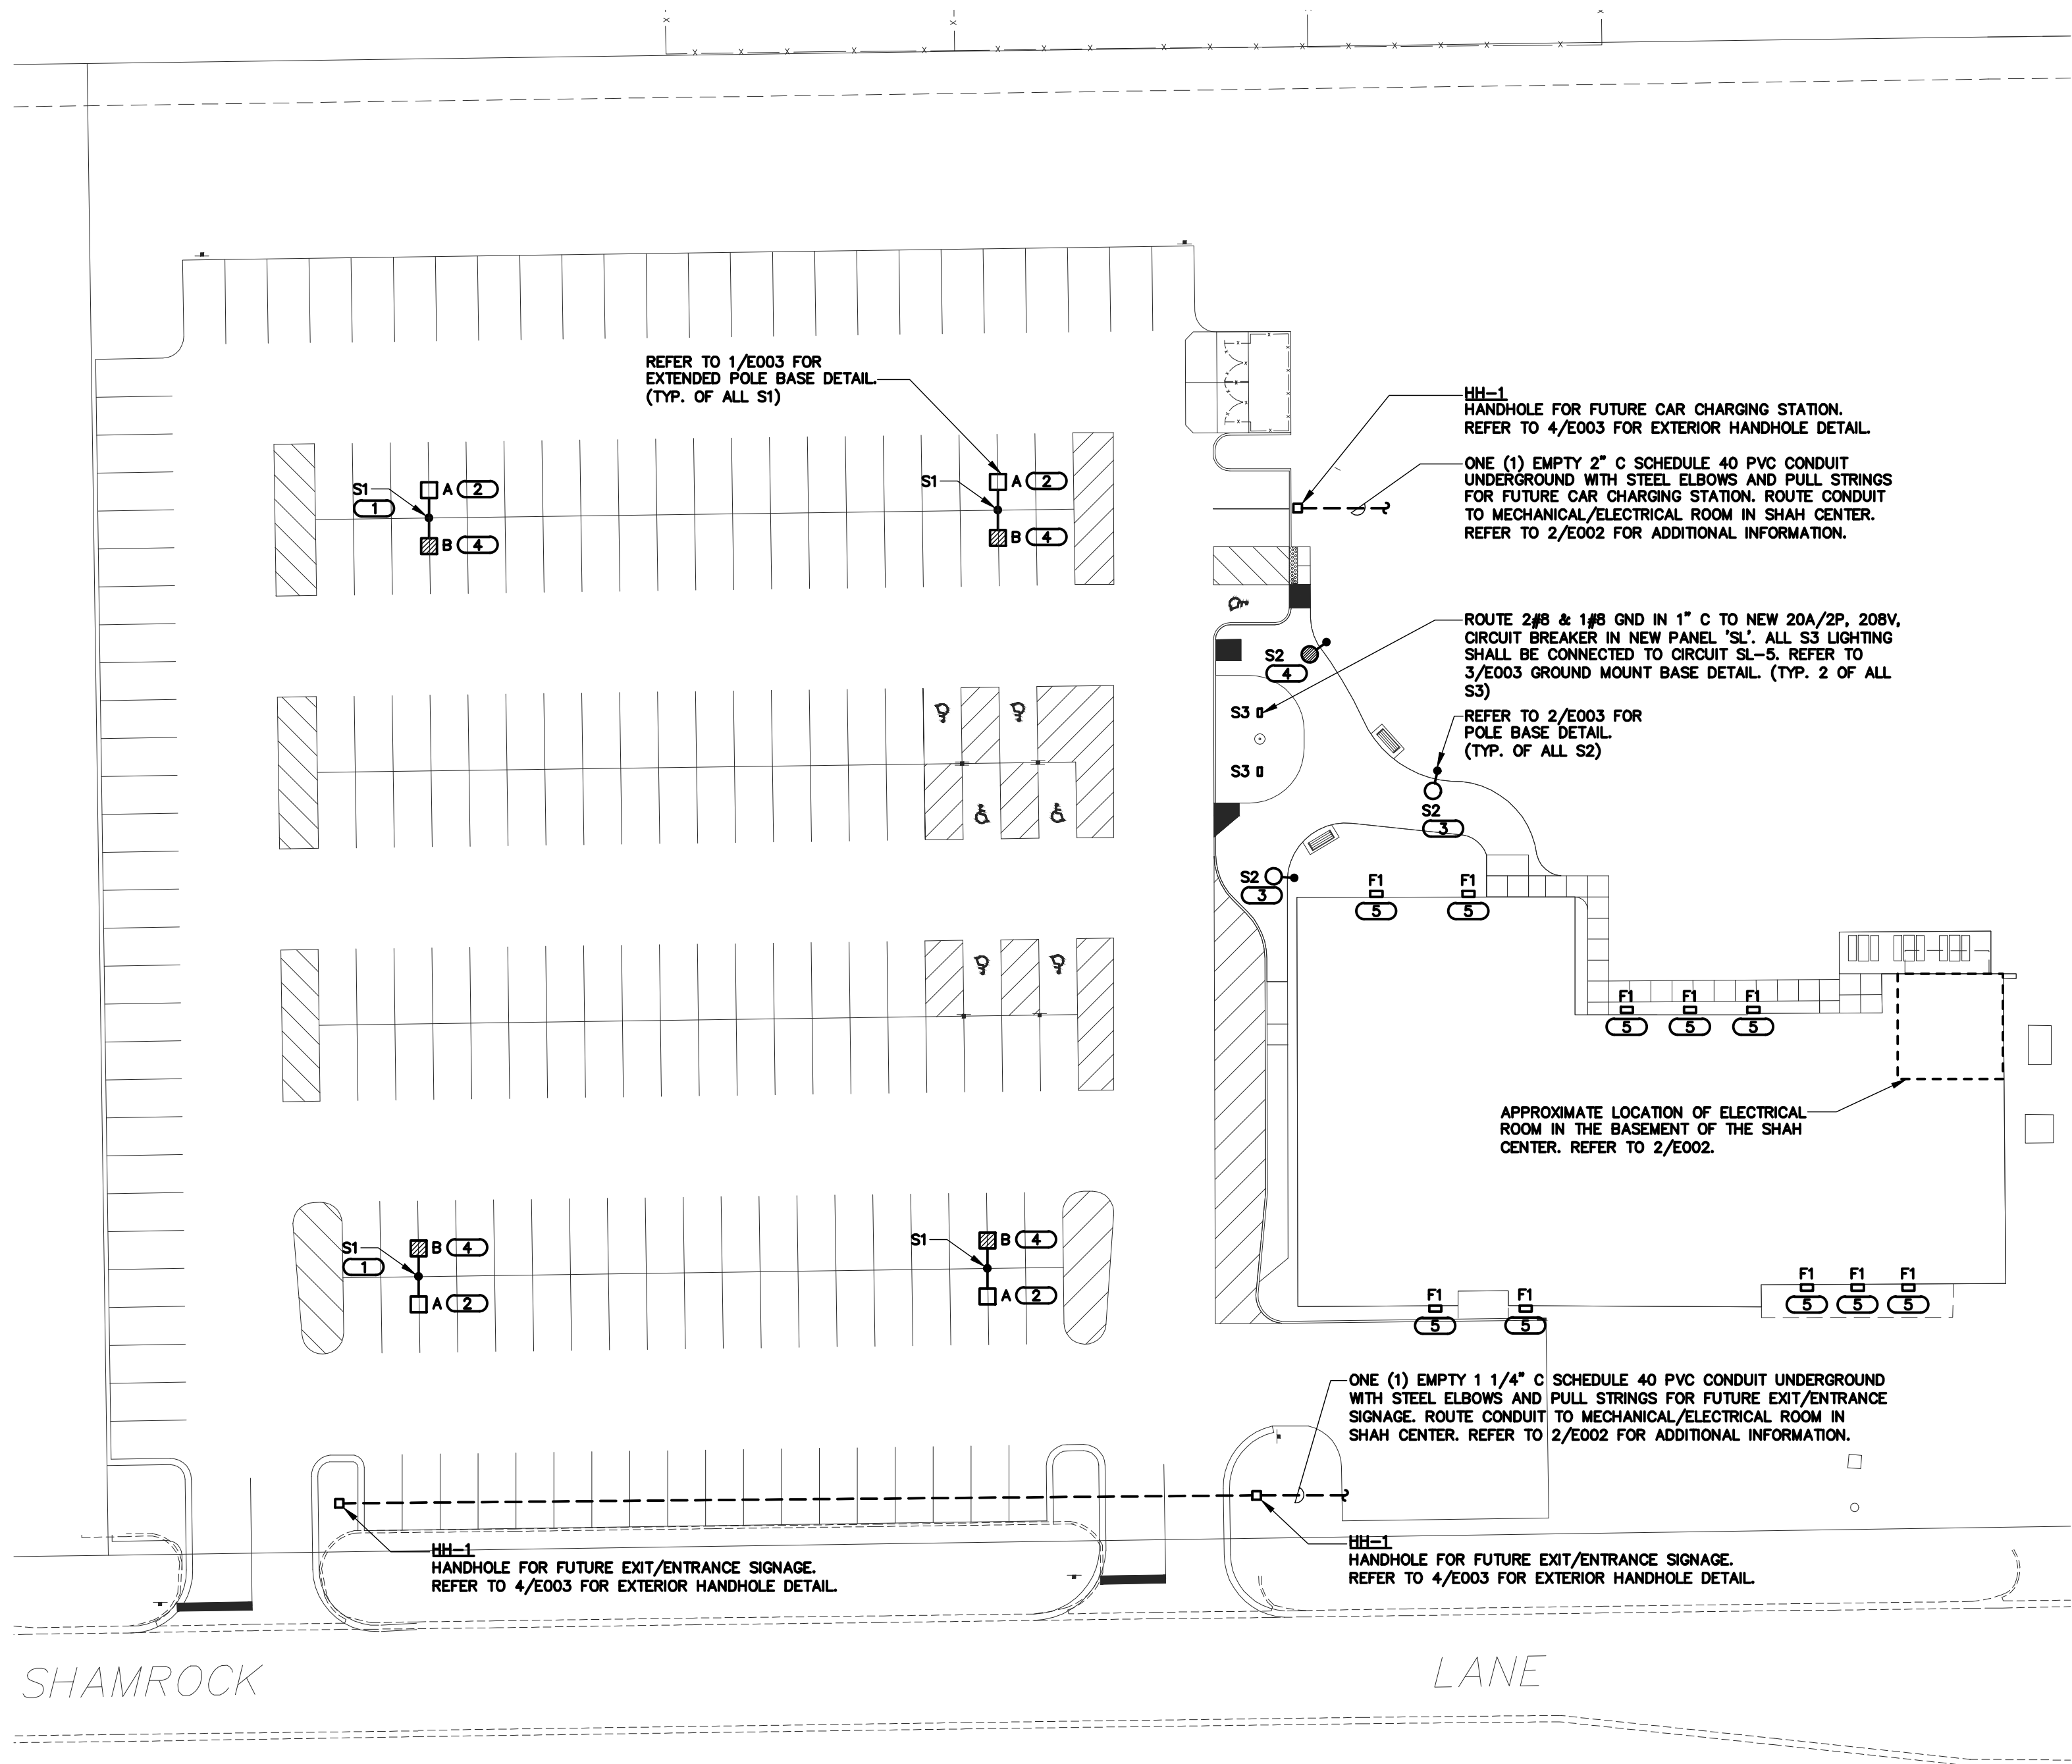 REFER TO 1/E003 FOR
EXTENDED POLE BASE DETAIL.
(TYP. OF ALL S1)
HH-1
HANDHOLE FOR FUTURE CAR CHARGING STATION.
REFER TO 4/E003 FOR EXTERIOR HANDHOLE DETAIL.
ONE (1) EMPTY 2" C SCHEDULE 40 PVC CONDUIT
UNDERGROUND WITH STEEL ELBOWS AND PULL STRINGS
FOR FUTURE CAR CHARGING STATION. ROUTE CONDUIT
TO MECHANICAL/ELECTRICAL ROOM IN SHAH CENTER.
REFER TO 2/E002 FOR ADDITIONAL INFORMATION.
S1
1
A 2
B 4
S1
A 2
B 4
ROUTE 2#8 & 1#8 GND IN 1" C TO NEW 20A/2P, 208V,
CIRCUIT BREAKER IN NEW PANEL 'SL'. ALL S3 LIGHTING
SHALL BE CONNECTED TO CIRCUIT SL-5. REFER TO
3/E003 GROUND MOUNT BASE DETAIL. (TYP. 2 OF ALL
S3)
S2
4
S3
S3
REFER TO 2/E003 FOR
POLE BASE DETAIL.
(TYP. OF ALL S2)
S2
3
S2
3
F1
5
F1
5
F1
5
F1
5
F1
5
APPROXIMATE LOCATION OF ELECTRICAL
ROOM IN THE BASEMENT OF THE SHAH
CENTER. REFER TO 2/E002.
S1
1
B 4
A 2
S1
B 4
A 2
F1
5
F1
5
F1
5
F1
5
F1
5
ONE (1) EMPTY 1 1/4" C SCHEDULE 40 PVC CONDUIT UNDERGROUND
WITH STEEL ELBOWS AND PULL STRINGS FOR FUTURE EXIT/ENTRANCE
SIGNAGE. ROUTE CONDUIT TO MECHANICAL/ELECTRICAL ROOM IN
SHAH CENTER. REFER TO 2/E002 FOR ADDITIONAL INFORMATION.
HH-1
HANDHOLE FOR FUTURE EXIT/ENTRANCE SIGNAGE.
REFER TO 4/E003 FOR EXTERIOR HANDHOLE DETAIL.
HH-1
HANDHOLE FOR FUTURE EXIT/ENTRANCE SIGNAGE.
REFER TO 4/E003 FOR EXTERIOR HANDHOLE DETAIL.
SHAMROCK LANE